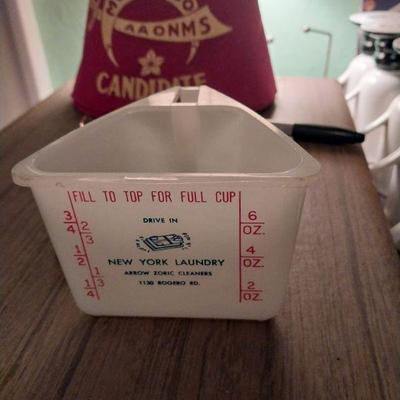 AAONMS
CANDIDATE
FILL TO TOP FOR FULL CUP
DRIVE IN
NEW YORK LAUNDRY
ARROW ZORIC CLEANERS
1130 ROGERO RD.
3/4
2/3
1/2
1/3
1/4
6 OZ.
4 OZ.
2 OZ.